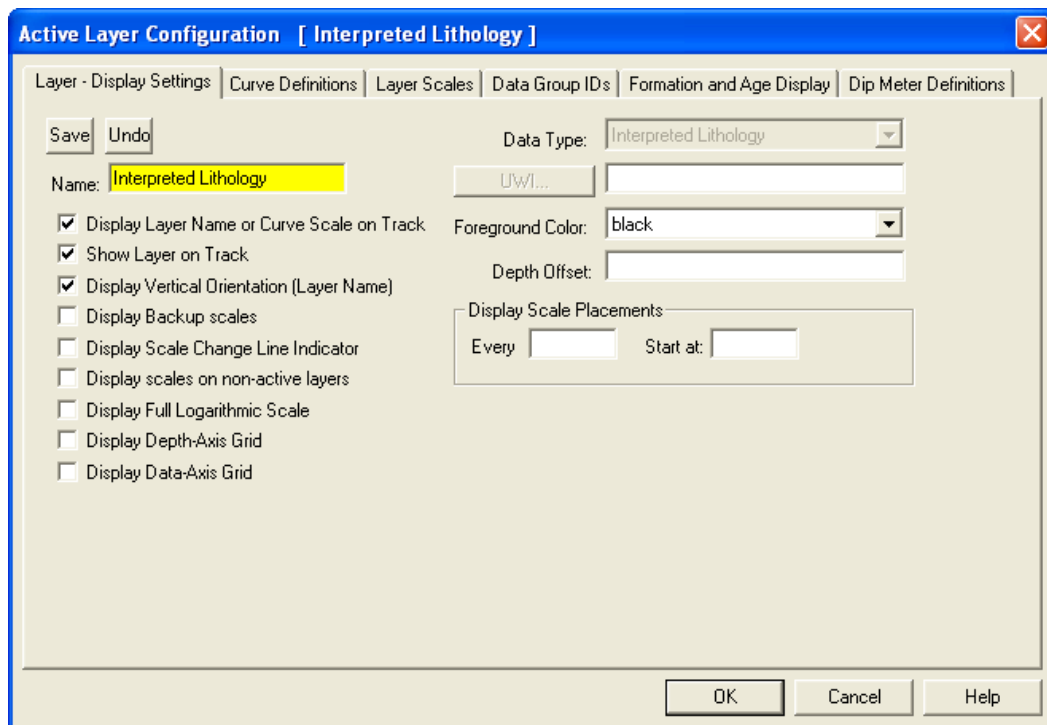 Active Layer Configuration [ Interpreted Lithology ]
Layer - Display Settings Curve Definitions Layer Scales Data Group IDs Formation and Age Display Dip Meter Definitions
Save Undo
Name: Interpreted Lithology
Display Layer Name or Curve Scale on Track
Show Layer on Track
Display Vertical Orientation (Layer Name)
Display Backup scales
Display Scale Change Line Indicator
Display scales on non-active layers
Display Full Logarithmic Scale
Display Depth-Axis Grid
Display Data-Axis Grid
Data Type: Interpreted Lithology
UWI...
Foreground Color: black
Depth Offset:
Display Scale Placements
Every Start at:
OK Cancel Help